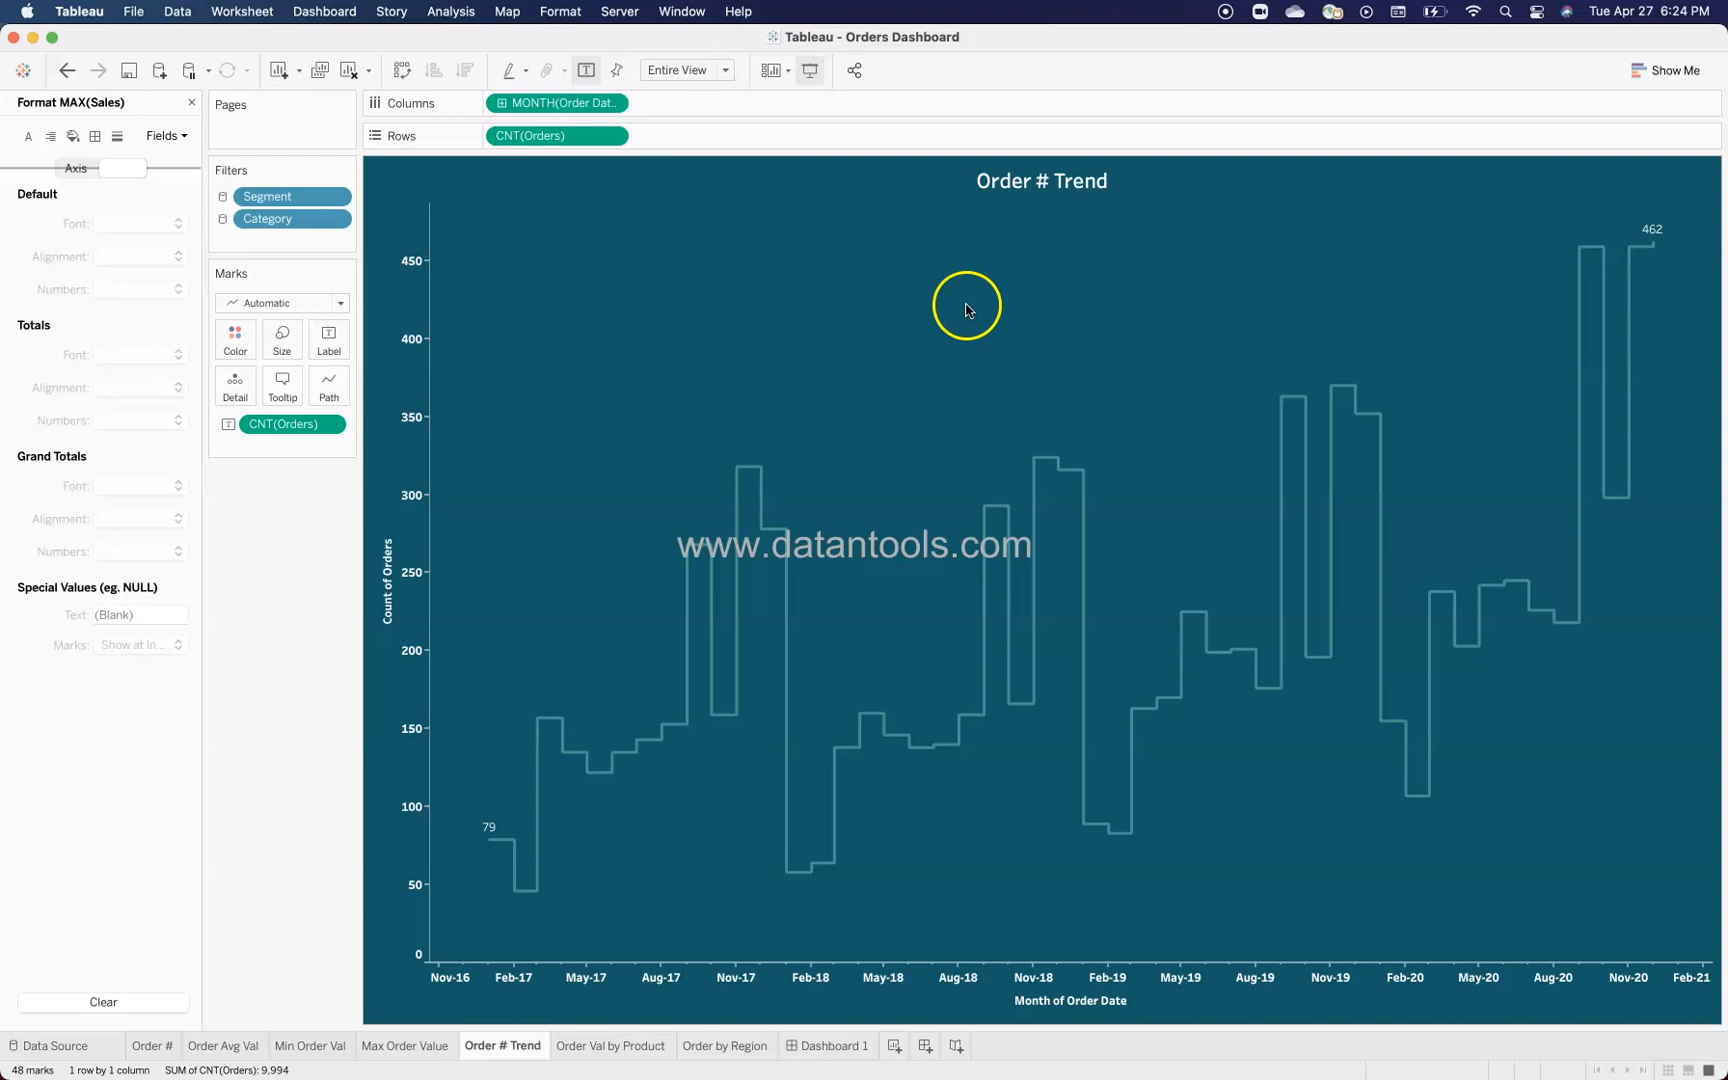 Tableau File Data Worksheet Dashboard Story Analysis Map Format Server Window Help Tue Apr 27 6:24 PM
Tableau - Orders Dashboard
Entire View Show Me
Format MAX(Sales)
Fields
Axis
Default
Font:
Alignment:
Numbers:
Totals
Font:
Alignment:
Numbers:
Grand Totals
Font:
Alignment:
Numbers:
Special Values (eg. NULL)
Text: (Blank)
Marks: Show at In...
Clear
Pages
Filters
Segment
Category
Marks
Automatic
Color Size Label
Detail Tooltip Path
CNT(Orders)
Columns MONTH(Order Dat..
Rows CNT(Orders)
Order # Trend
462
450
400
350
300
250
200
150
100
50
0
79
Count of Orders
www.datantools.com
Nov-16 Feb-17 May-17 Aug-17 Nov-17 Feb-18 May-18 Aug-18 Nov-18 Feb-19 May-19 Aug-19 Nov-19 Feb-20 May-20 Aug-20 Nov-20 Feb-21
Month of Order Date
Data Source Order # Order Avg Val Min Order Val Max Order Value Order # Trend Order Val by Product Order by Region Dashboard 1
48 marks 1 row by 1 column SUM of CNT(Orders): 9,994